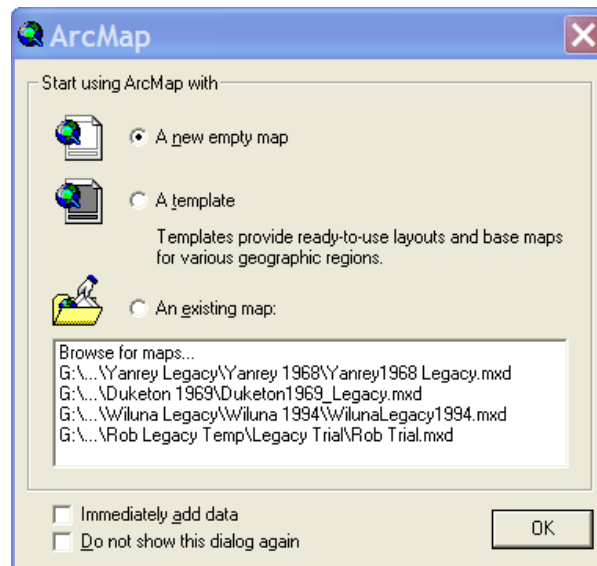 ArcMap
Start using ArcMap with
A new empty map
A template
Templates provide ready-to-use layouts and base maps
for various geographic regions.
An existing map:
Browse for maps...
G:\...\Yanrey Legacy\Yanrey 1968\Yanrey1968 Legacy.mxd
G:\...\Duketon 1969\Duketon1969_Legacy.mxd
G:\...\Wiluna Legacy\Wiluna 1994\WilunaLegacy1994.mxd
G:\...\Rob Legacy Temp\Legacy Trial\Rob Trial.mxd
Immediately add data
Do not show this dialog again
OK